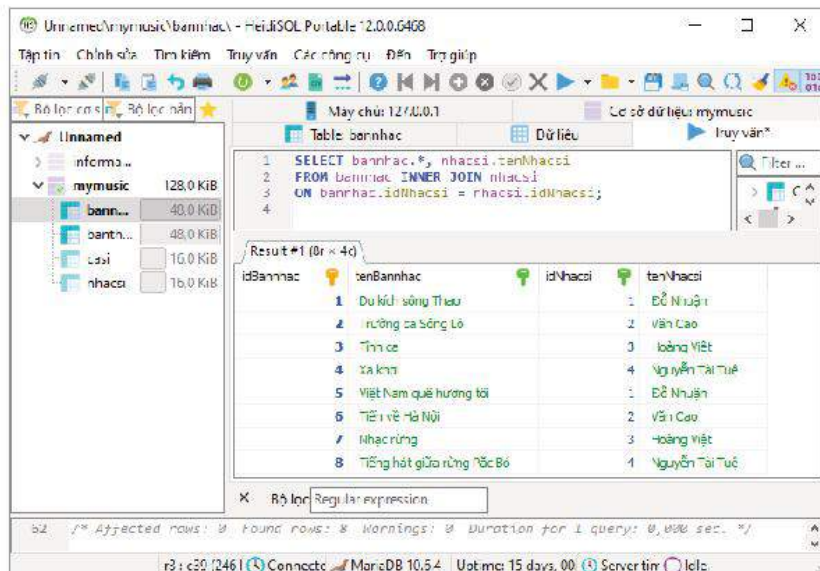 Unnamed\mymusic\bannhac\ - HeidiSQL Portable 12.0.0.6468
Tập tin Chỉnh sửa Tìm kiếm Truy vấn Các công cụ Đến Trợ giúp
Bộ lọc cơ s Bộ lọc bản
Máy chủ: 127.0.0.1
Cơ sở dữ liệu: mymusic
Table: bannhac
Dữ liệu
Truy vấn*
Unnamed
informa...
mymusic 128,0 KiB
bann... 48,0 KiB
banth... 48,0 KiB
casi 16,0 KiB
nhacsi 16,0 KiB
1 SELECT bannhac.*, nhacsi.tenNhacsi
2 FROM bannhac INNER JOIN nhacsi
3 ON bannhac.idNhacsi = nhacsi.idNhacsi;
4
Filter ...
C
Result #1 (8r × 4c)
idBannhac tenBannhac idNhacsi tenNhacsi
1 Du kích sông Thao 1 Đỗ Nhuận
2 Trường ca Sông Lô 2 Văn Cao
3 Tình ca 3 Hoàng Việt
4 Xa khơi 4 Nguyễn Tài Tuệ
5 Việt Nam quê hương tôi 1 Đỗ Nhuận
6 Tiến về Hà Nội 2 Văn Cao
7 Nhạc rừng 3 Hoàng Việt
8 Tiếng hát giữa rừng Pắc Bó 4 Nguyễn Tài Tuệ
Bộ lọc Regular expression
62 /* Affected rows: 0 Found rows: 8 Warnings: 0 Duration for 1 query: 0,000 sec. */
r3 : c39 (246 Connecte MariaDB 10.5.4 Uptime: 15 days, 00 Server tim Idle.